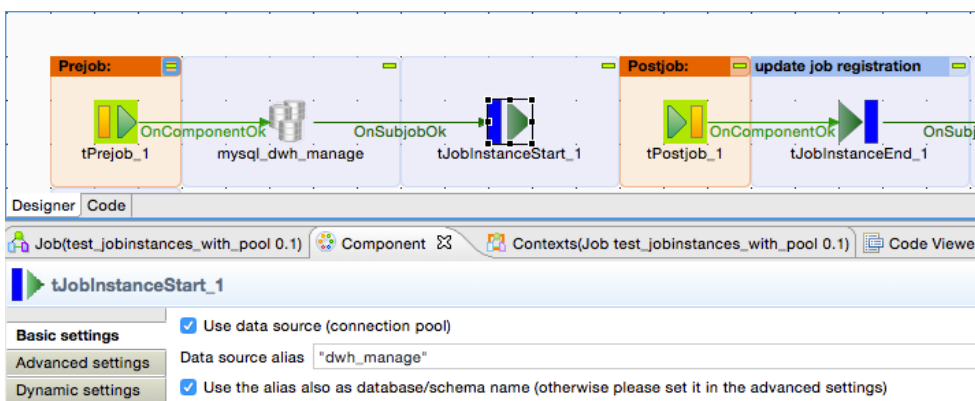 Prejob:
Postjob:
update job registration
OnComponentOk
OnSubjobOk
OnComponentOk
OnSubj
tPrejob_1
mysql_dwh_manage
tJobInstanceStart_1
tPostjob_1
tJobInstanceEnd_1
Designer Code
Job(test_jobinstances_with_pool 0.1) Component Contexts(Job test_jobinstances_with_pool 0.1) Code Viewe
tJobInstanceStart_1
Basic settings
Advanced settings
Dynamic settings
Use data source (connection pool)
Data source alias "dwh_manage"
Use the alias also as database/schema name (otherwise please set it in the advanced settings)